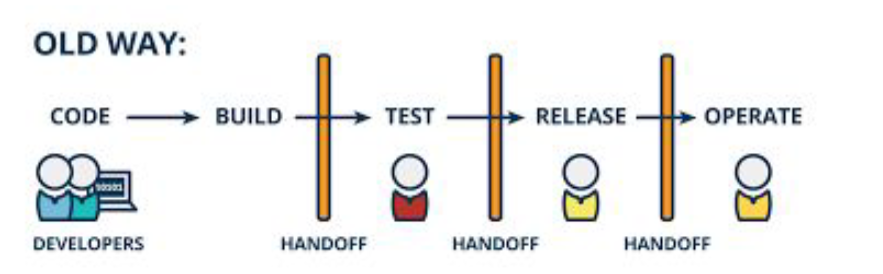 OLD WAY:
CODE BUILD TEST RELEASE OPERATE
10101
DEVELOPERS HANDOFF HANDOFF HANDOFF